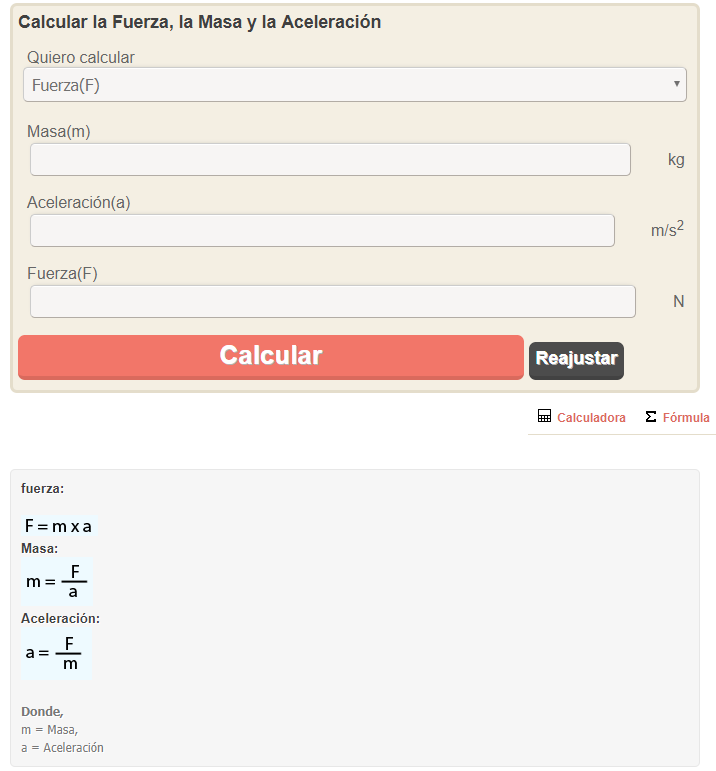 Calcular la Fuerza, la Masa y la Aceleración
Quiero calcular
Fuerza(F)
Masa(m)
kg
Aceleración(a)
m/s²
Fuerza(F)
N
Calcular Reajustar
Calculadora Σ Fórmula
fuerza:
F = m x a
Masa:
m = F/a
Aceleración:
a = F/m
Donde,
m = Masa,
a = Aceleración